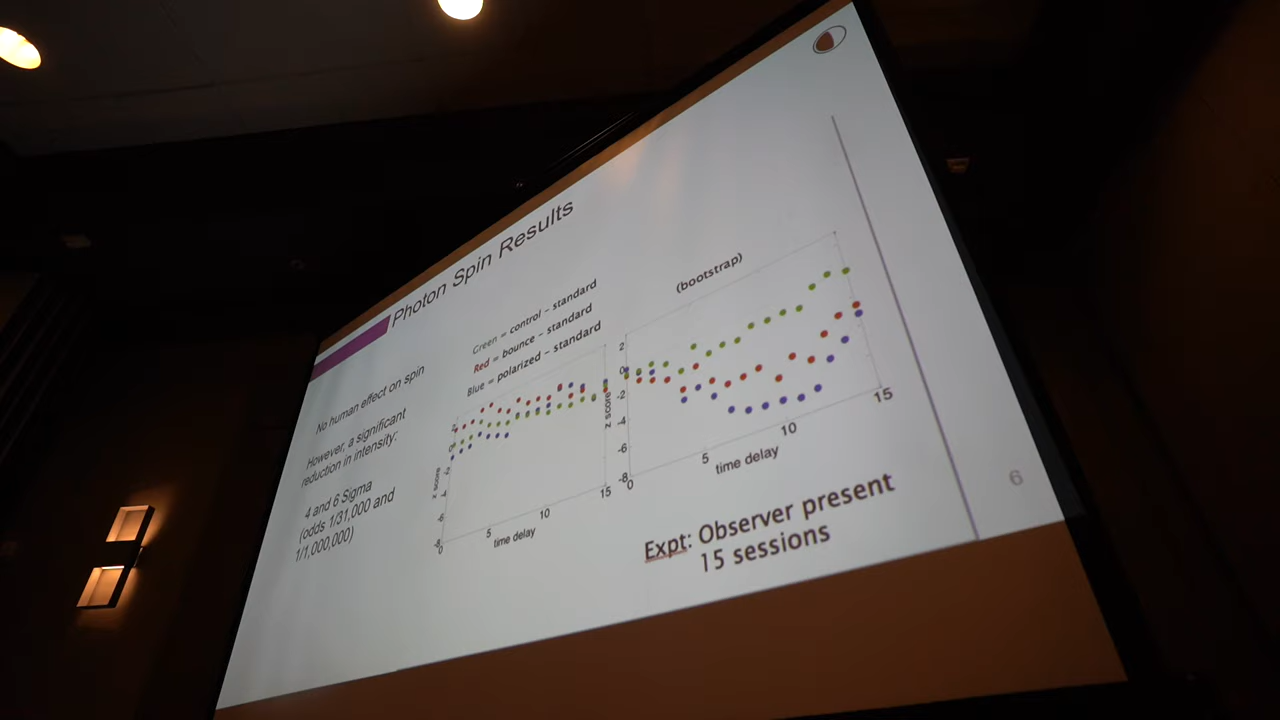 Photon Spin Results
No human effect on spin
However, a significant
reduction in intensity:
4 and 6 Sigma
(odds 1/31,000 and
1/1,000,000)
Green = control – standard
Red = bounce – standard
Blue = polarized – standard
z score
2
0
-6
-8
0
5
10
15
time delay
(bootstrap)
z score
2
0
-2
-4
-6
-8
0
5
10
15
time delay
Expt: Observer present
15 sessions
6